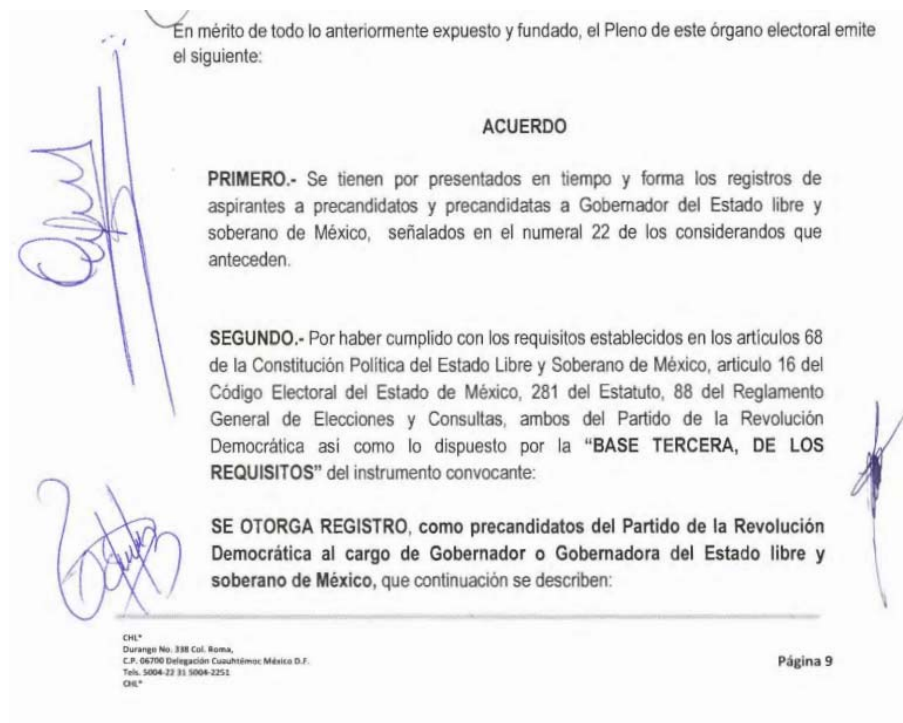 En mérito de todo lo anteriormente expuesto y fundado, el Pleno de este órgano electoral emite
el siguiente:
ACUERDO
PRIMERO.- Se tienen por presentados en tiempo y forma los registros de
aspirantes a precandidatos y precandidatas a Gobernador del Estado libre y
soberano de México, señalados en el numeral 22 de los considerandos que
anteceden.
SEGUNDO.- Por haber cumplido con los requisitos establecidos en los artículos 68
de la Constitución Política del Estado Libre y Soberano de México, articulo 16 del
Código Electoral del Estado de México, 281 del Estatuto, 88 del Reglamento
General de Elecciones y Consultas, ambos del Partido de la Revolución
Democrática así como lo dispuesto por la “BASE TERCERA, DE LOS
REQUISITOS” del instrumento convocante:
SE OTORGA REGISTRO, como precandidatos del Partido de la Revolución
Democrática al cargo de Gobernador o Gobernadora del Estado libre y
soberano de México, que continuación se describen:
CHL*
Durango No. 338 Col. Roma,
C.P. 06700 Delegación Cuauhtémoc México D.F.
Tels. 5004-22 31 5004-2251
CHL*
Página 9